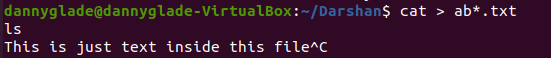 dannyglade@dannyglade-VirtualBox:~/Darshan$ cat > ab*.txt
ls
This is just text inside this file^C